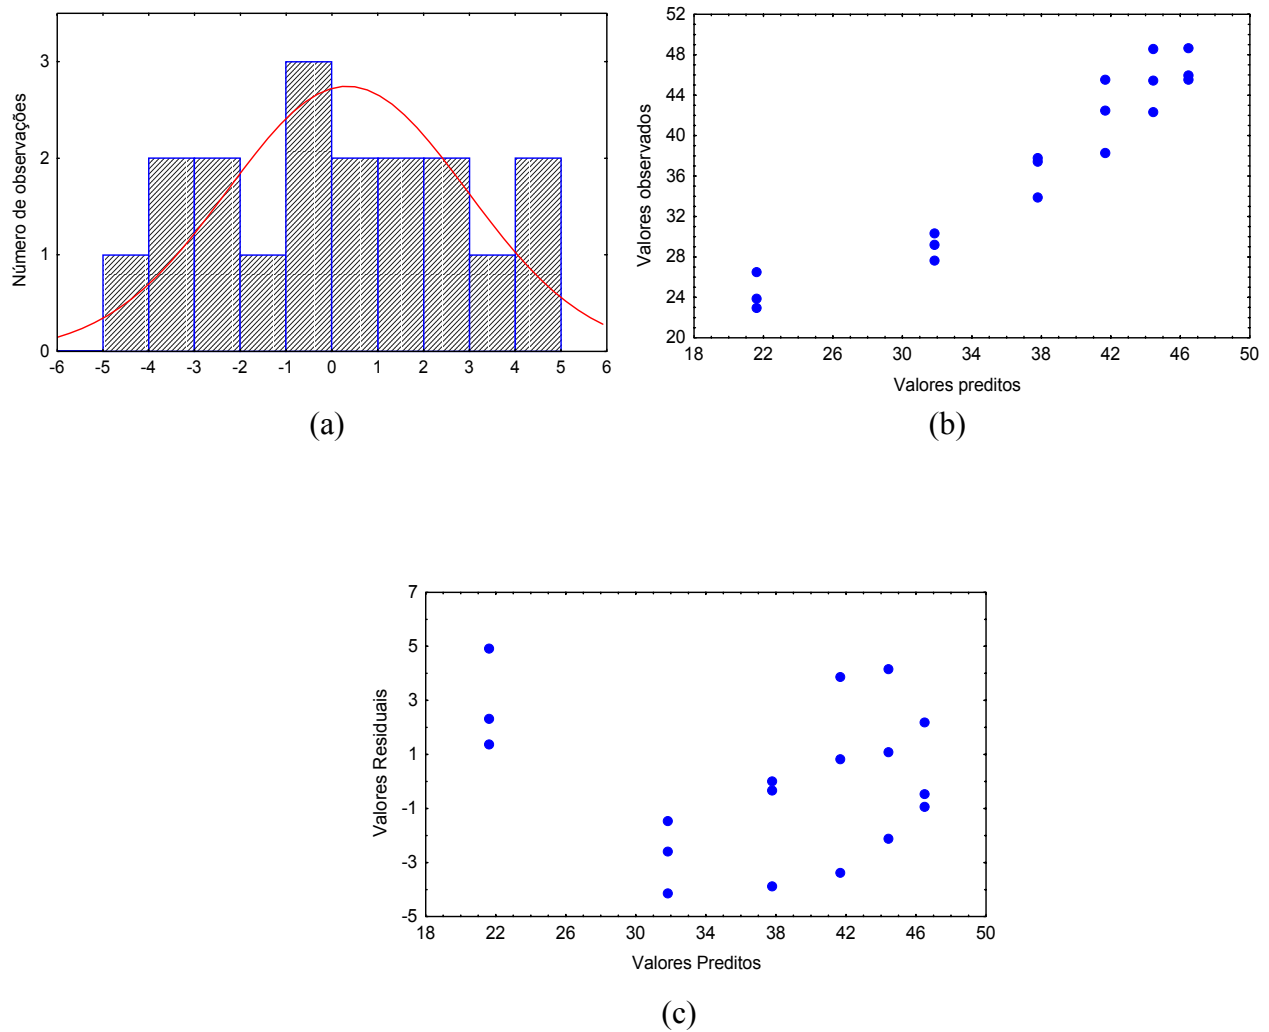 Número de observações
3
2
1
0
-6 -5 -4 -3 -2 -1 0 1 2 3 4 5 6
(a)
Valores observados
52
48
44
40
36
32
28
24
20
18 22 26 30 34 38 42 46 50
Valores preditos
(b)
Valores Residuais
7
5
3
1
-1
-3
-5
18 22 26 30 34 38 42 46 50
Valores Preditos
(c)